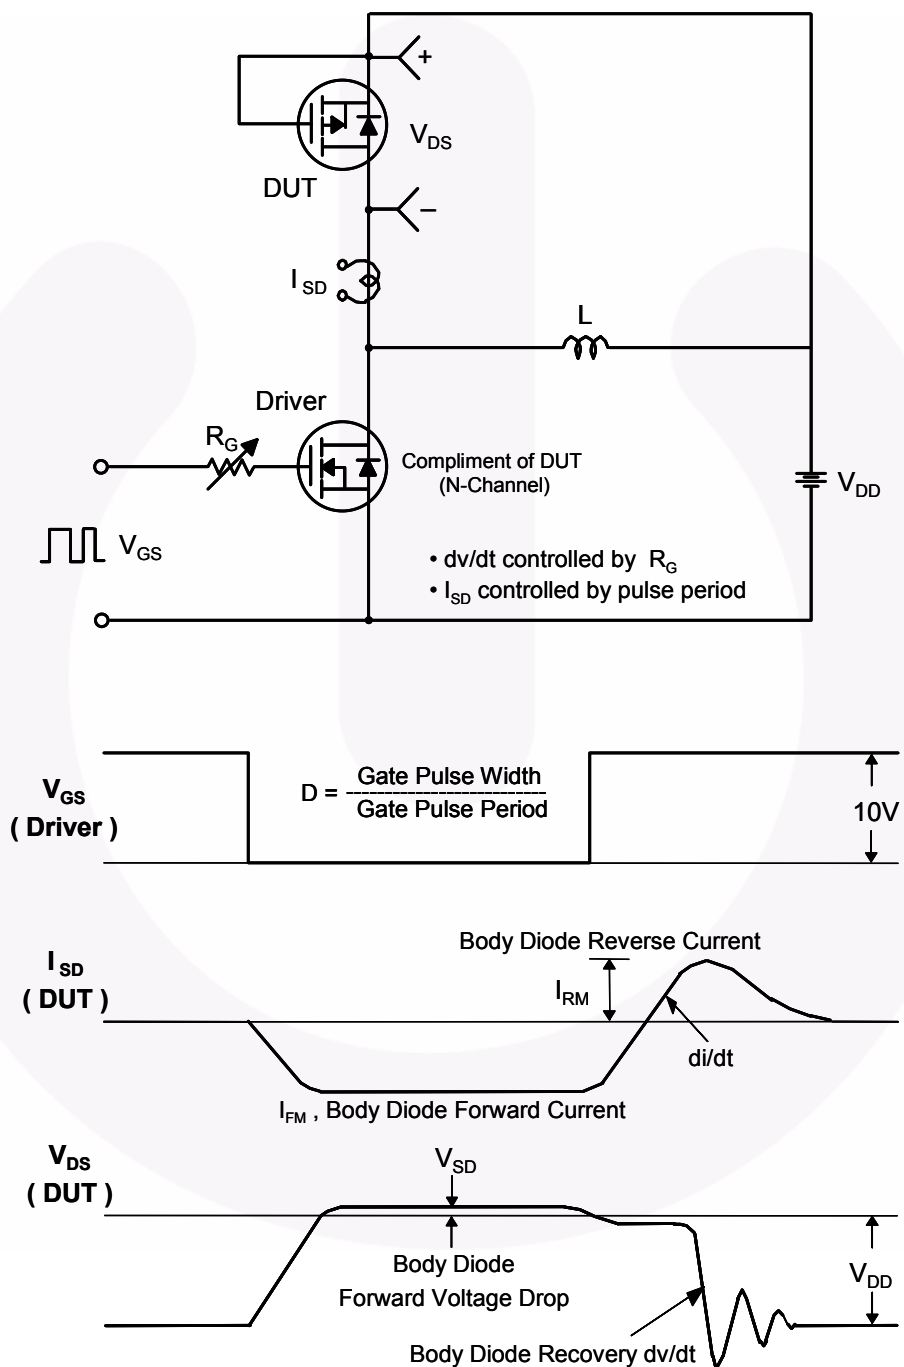 +
V_DS
DUT
–
I_SD
L
Driver
R_G
Compliment of DUT
(N-Channel)
V_DD
V_GS
• dv/dt controlled by R_G
• I_SD controlled by pulse period
V_GS
( Driver )
D = Gate Pulse Width
Gate Pulse Period
10V
I_SD
( DUT )
Body Diode Reverse Current
I_RM
di/dt
I_FM , Body Diode Forward Current
V_DS
( DUT )
V_SD
Body Diode
Forward Voltage Drop
V_DD
Body Diode Recovery dv/dt